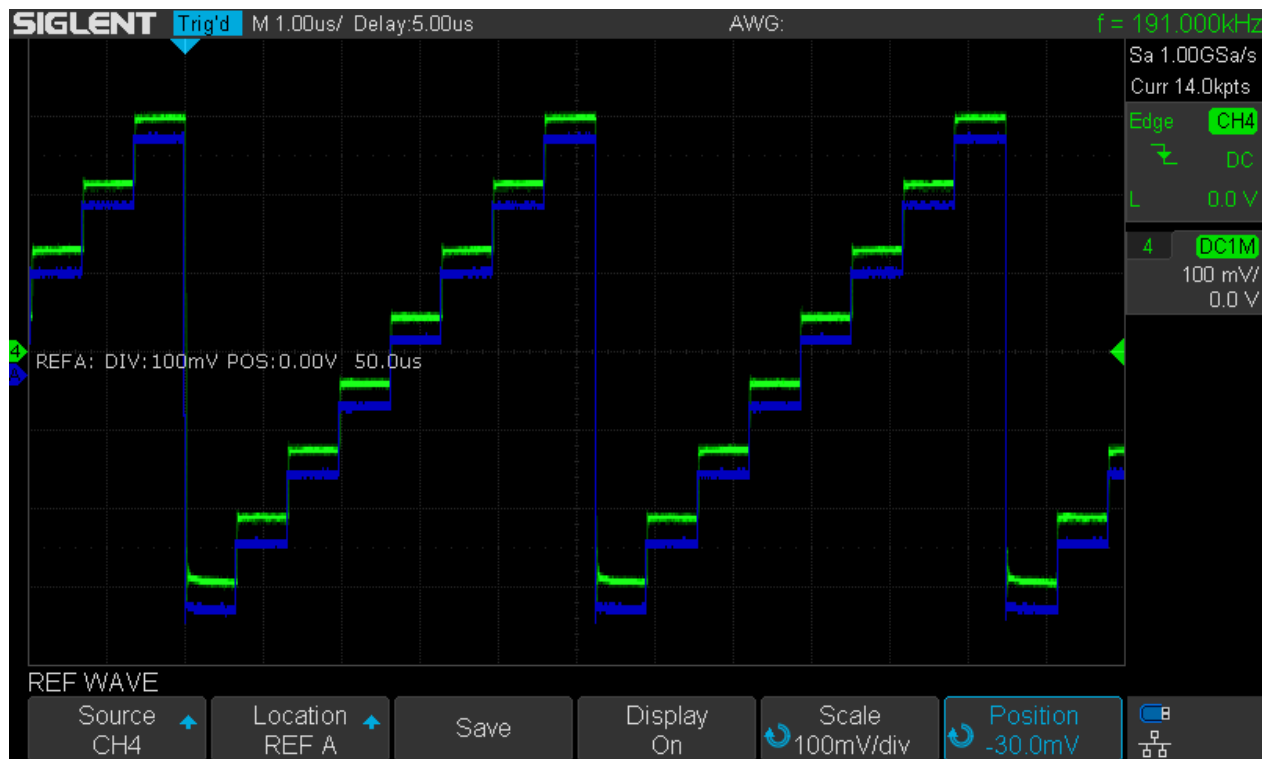 SIGLENT Trig'd M 1.00us/ Delay:5.00us AWG: f = 191.000kHz
Sa 1.00GSa/s
Curr 14.0kpts
Edge CH4
DC
L 0.0 V
4 DC1M
100 mV/
0.0 V
4
REFA: DIV:100mV POS:0.00V 50.0us
A
REF WAVE
Source
CH4
Location
REF A
Save
Display
On
Scale
100mV/div
Position
-30.0mV